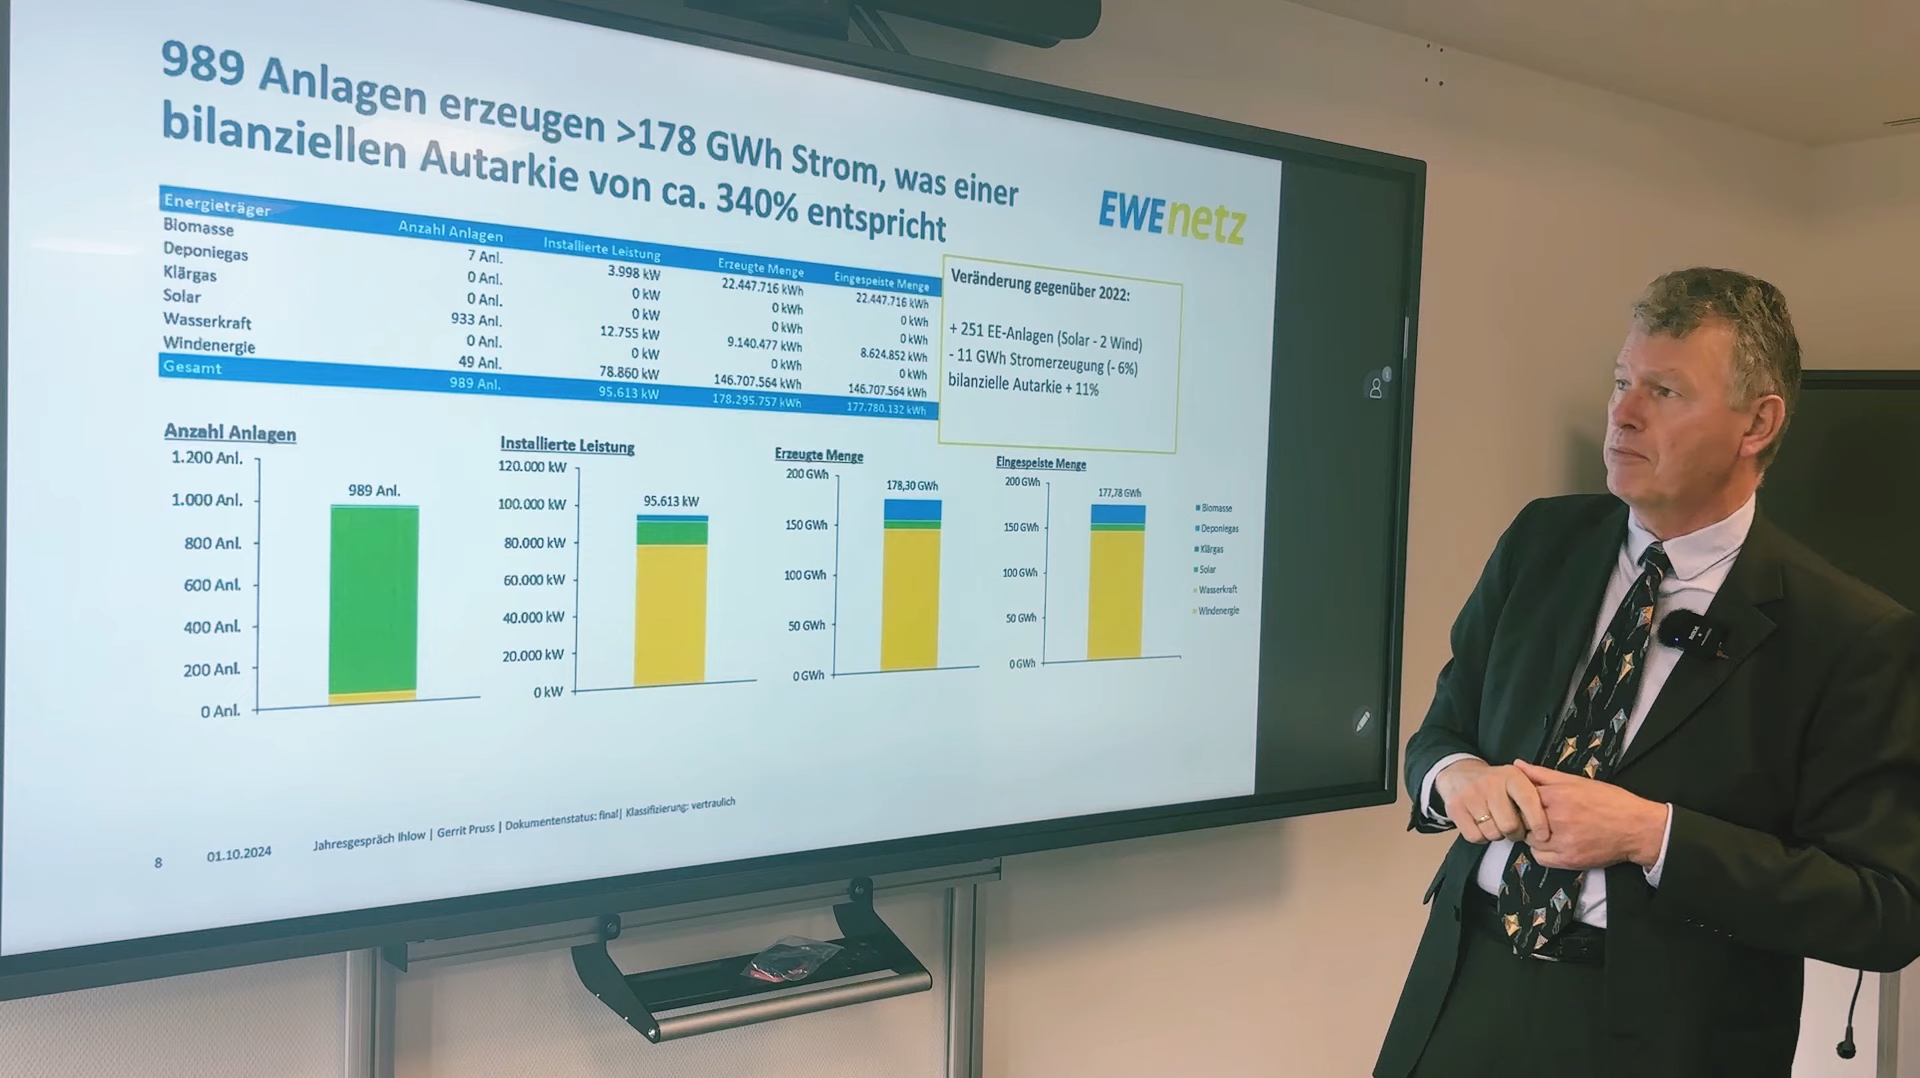 989 Anlagen erzeugen >178 GWh Strom, was einer
bilanziellen Autarkie von ca. 340% entspricht
EWE netz
Energieträger Anzahl Anlagen Installierte Leistung Erzeugte Menge Eingespeiste Menge
Biomasse 7 Anl. 3.998 kW 22.447.716 kWh 22.447.716 kWh
Deponiegas 0 Anl. 0 kW 0 kWh 0 kWh
Klärgas 0 Anl. 0 kW 0 kWh 0 kWh
Solar 933 Anl. 12.755 kW 9.140.477 kWh 8.624.852 kWh
Wasserkraft 0 Anl. 0 kW 0 kWh 0 kWh
Windenergie 49 Anl. 78.860 kW 146.707.564 kWh 146.707.564 kWh
Gesamt 989 Anl. 95.613 kW 178.295.757 kWh 177.780.132 kWh
Veränderung gegenüber 2022:
+ 251 EE-Anlagen (Solar - 2 Wind)
- 11 GWh Stromerzeugung (- 6%)
bilanzielle Autarkie + 11%
Anzahl Anlagen
1.200 Anl.
1.000 Anl.
800 Anl.
600 Anl.
400 Anl.
200 Anl.
0 Anl.
989 Anl.
Installierte Leistung
120.000 kW
100.000 kW
80.000 kW
60.000 kW
40.000 kW
20.000 kW
0 kW
95.613 kW
Erzeugte Menge
200 GWh
150 GWh
100 GWh
50 GWh
0 GWh
178,30 GWh
Eingespeiste Menge
200 GWh
150 GWh
100 GWh
50 GWh
0 GWh
177,78 GWh
Biomasse
Deponiegas
Klärgas
Solar
Wasserkraft
Windenergie
8 01.10.2024 Jahresgespräch Ihlow | Gerrit Pruss | Dokumentenstatus: final| Klassifizierung: vertraulich